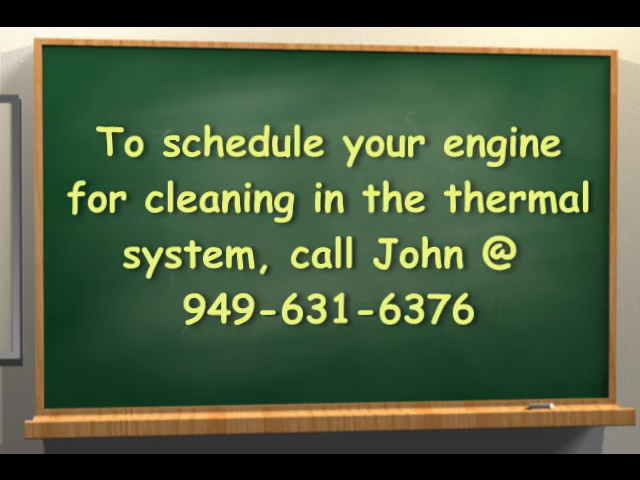 To schedule your engine
for cleaning in the thermal
system, call John @
949-631-6376